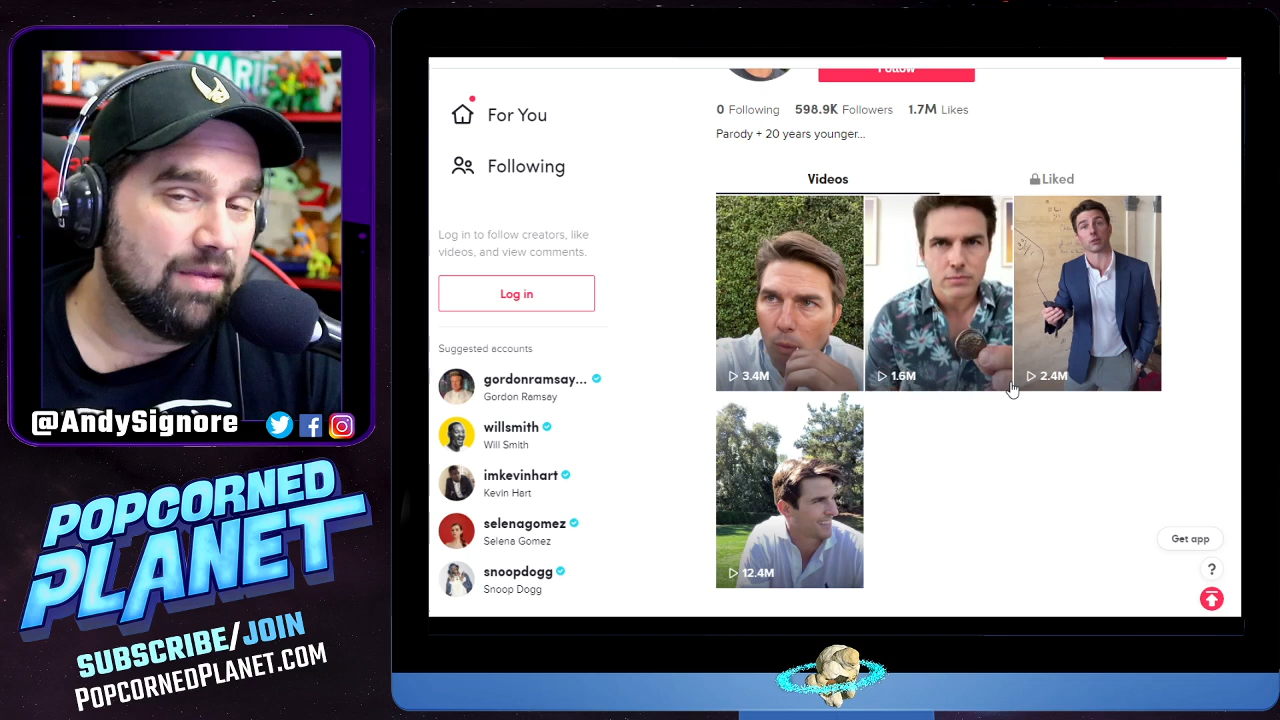 MARIE
@AndySignore
POPCORNED
PLANET
SUBSCRIBE/JOIN
POPCORNEDPLANET.COM
For You
Following
Log in to follow creators, like
videos, and view comments.
Log in
Suggested accounts
gordonramsay...
Gordon Ramsay
willsmith
Will Smith
imkevinhart
Kevin Hart
selenagomez
Selena Gomez
snoopdogg
Snoop Dogg
Follow
0 Following 598.9K Followers 1.7M Likes
Parody + 20 years younger...
Videos Liked
3.4M 1.6M 2.4M
12.4M
Get app
?